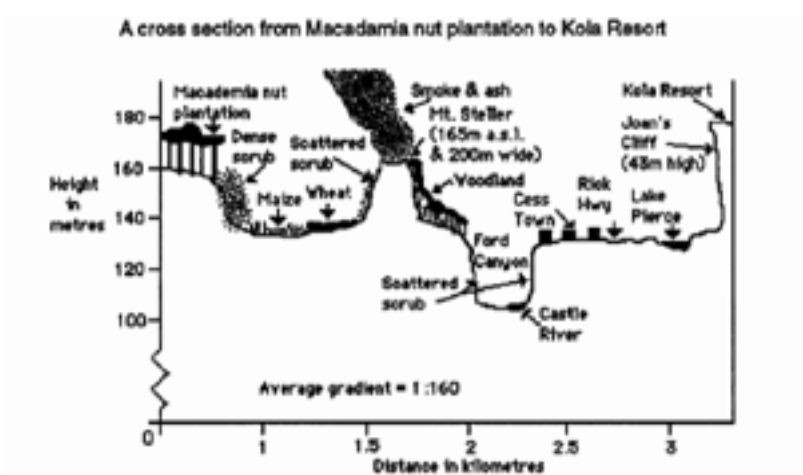 A cross section from Macadamia nut plantation to Kola Resort
Macademia nut
plantation
Dense
scrub
Scattered
scrub
Maize
Wheat
Smoke & ash
Mt. Steller
(165m a.s.l.
& 200m wide)
Woodland
Ford
Canyon
Scattered
scrub
Castle
River
Cess
Town
Rick
Hwy
Lake
Pierce
Kola Resort
Joan's
Cliff
(43m high)
Height
in
metres
180
160
140
120
100
Average gradient = 1:160
0
1
1.5
2
2.5
3
Distance in kilometres